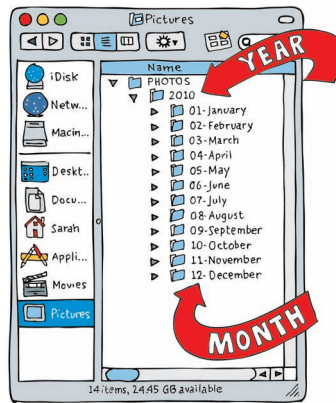 Pictures
Name
YEAR
iDisk
Netw...
Macin...
Deskt..
Docu...
Sarah
Appli...
Movies
Pictures
PHOTOS
2010
01-January
02-February
03-March
04-April
05-May
06-June
07-July
08-August
09-September
10-October
11-November
12-December
MONTH
14 items, 24.45 GB available